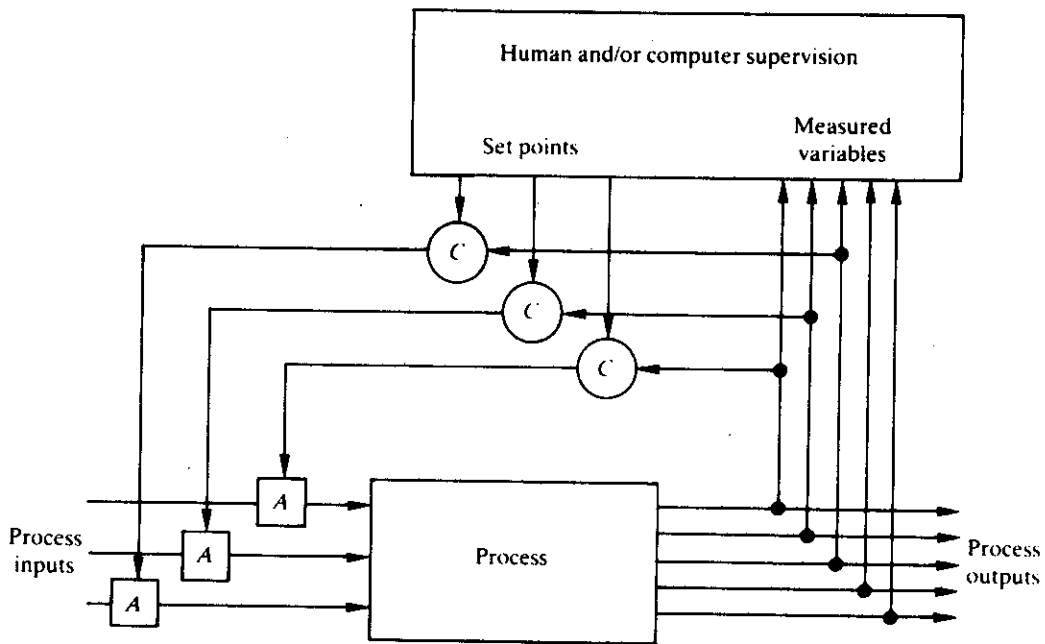 Human and/or computer supervision
Measured
variables
Set points
C
C
C
A
A
A
Process
inputs
Process
Process
outputs